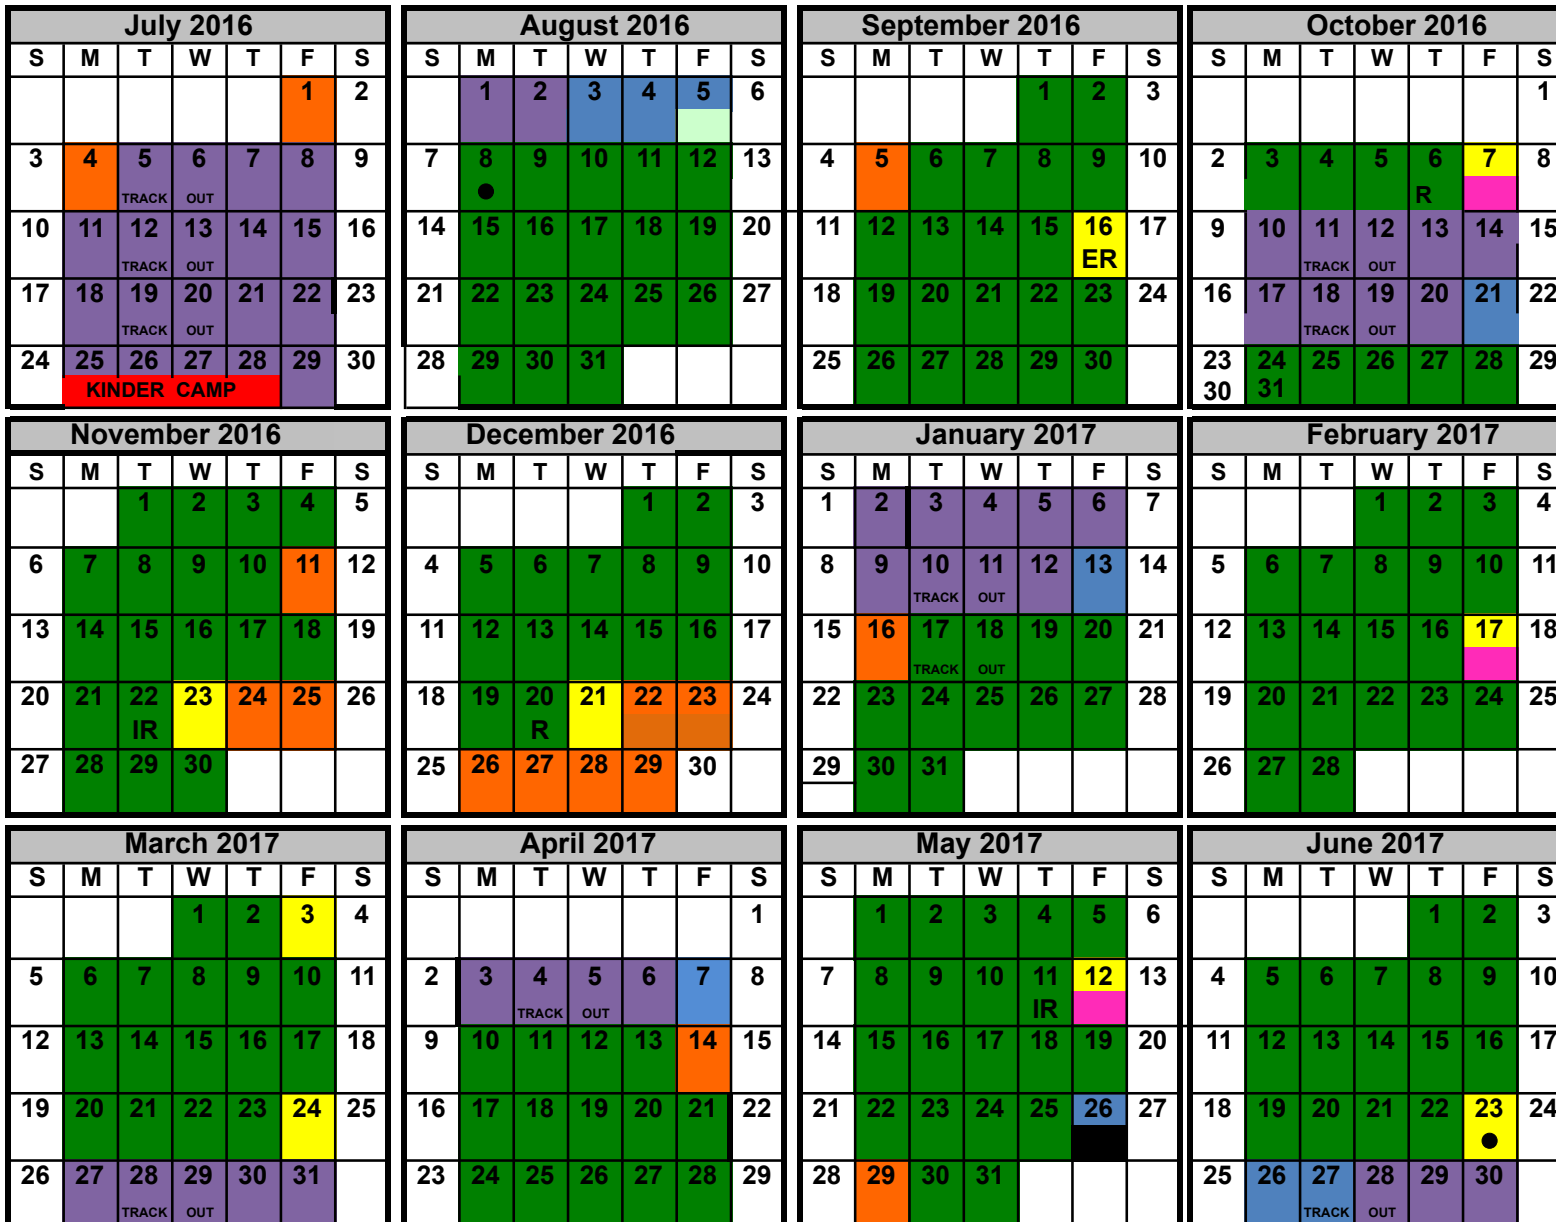 July 2016
S M T W T F S
1 2
3 4 5 6 7 8 9
TRACK OUT
10 11 12 13 14 15 16
TRACK OUT
17 18 19 20 21 22 23
TRACK OUT
24 25 26 27 28 29 30
KINDER CAMP
August 2016
S M T W T F S
1 2 3 4 5 6
7 8 9 10 11 12 13
●
14 15 16 17 18 19 20
21 22 23 24 25 26 27
28 29 30 31
September 2016
S M T W T F S
1 2 3
4 5 6 7 8 9 10
11 12 13 14 15 16 17
ER
18 19 20 21 22 23 24
25 26 27 28 29 30
October 2016
S M T W T F S
1
2 3 4 5 6 7 8
R
9 10 11 12 13 14 15
TRACK OUT
16 17 18 19 20 21 22
TRACK OUT
23 24 25 26 27 28 29
30 31
November 2016
S M T W T F S
1 2 3 4 5
6 7 8 9 10 11 12
13 14 15 16 17 18 19
20 21 22 23 24 25 26
IR
27 28 29 30
December 2016
S M T W T F S
1 2 3
4 5 6 7 8 9 10
11 12 13 14 15 16 17
18 19 20 21 22 23 24
R
25 26 27 28 29 30
January 2017
S M T W T F S
1 2 3 4 5 6 7
8 9 10 11 12 13 14
TRACK OUT
15 16 17 18 19 20 21
TRACK OUT
22 23 24 25 26 27 28
29 30 31
February 2017
S M T W T F S
1 2 3 4
5 6 7 8 9 10 11
12 13 14 15 16 17 18
19 20 21 22 23 24 25
26 27 28
March 2017
S M T W T F S
1 2 3 4
5 6 7 8 9 10 11
12 13 14 15 16 17 18
19 20 21 22 23 24 25
26 27 28 29 30 31
TRACK OUT
April 2017
S M T W T F S
1
2 3 4 5 6 7 8
TRACK OUT
9 10 11 12 13 14 15
16 17 18 19 20 21 22
23 24 25 26 27 28 29
May 2017
S M T W T F S
1 2 3 4 5 6
7 8 9 10 11 12 13
IR
14 15 16 17 18 19 20
21 22 23 24 25 26 27
28 29 30 31
June 2017
S M T W T F S
1 2 3
4 5 6 7 8 9 10
11 12 13 14 15 16 17
18 19 20 21 22 23 24
●
25 26 27 28 29 30
TRACK OUT